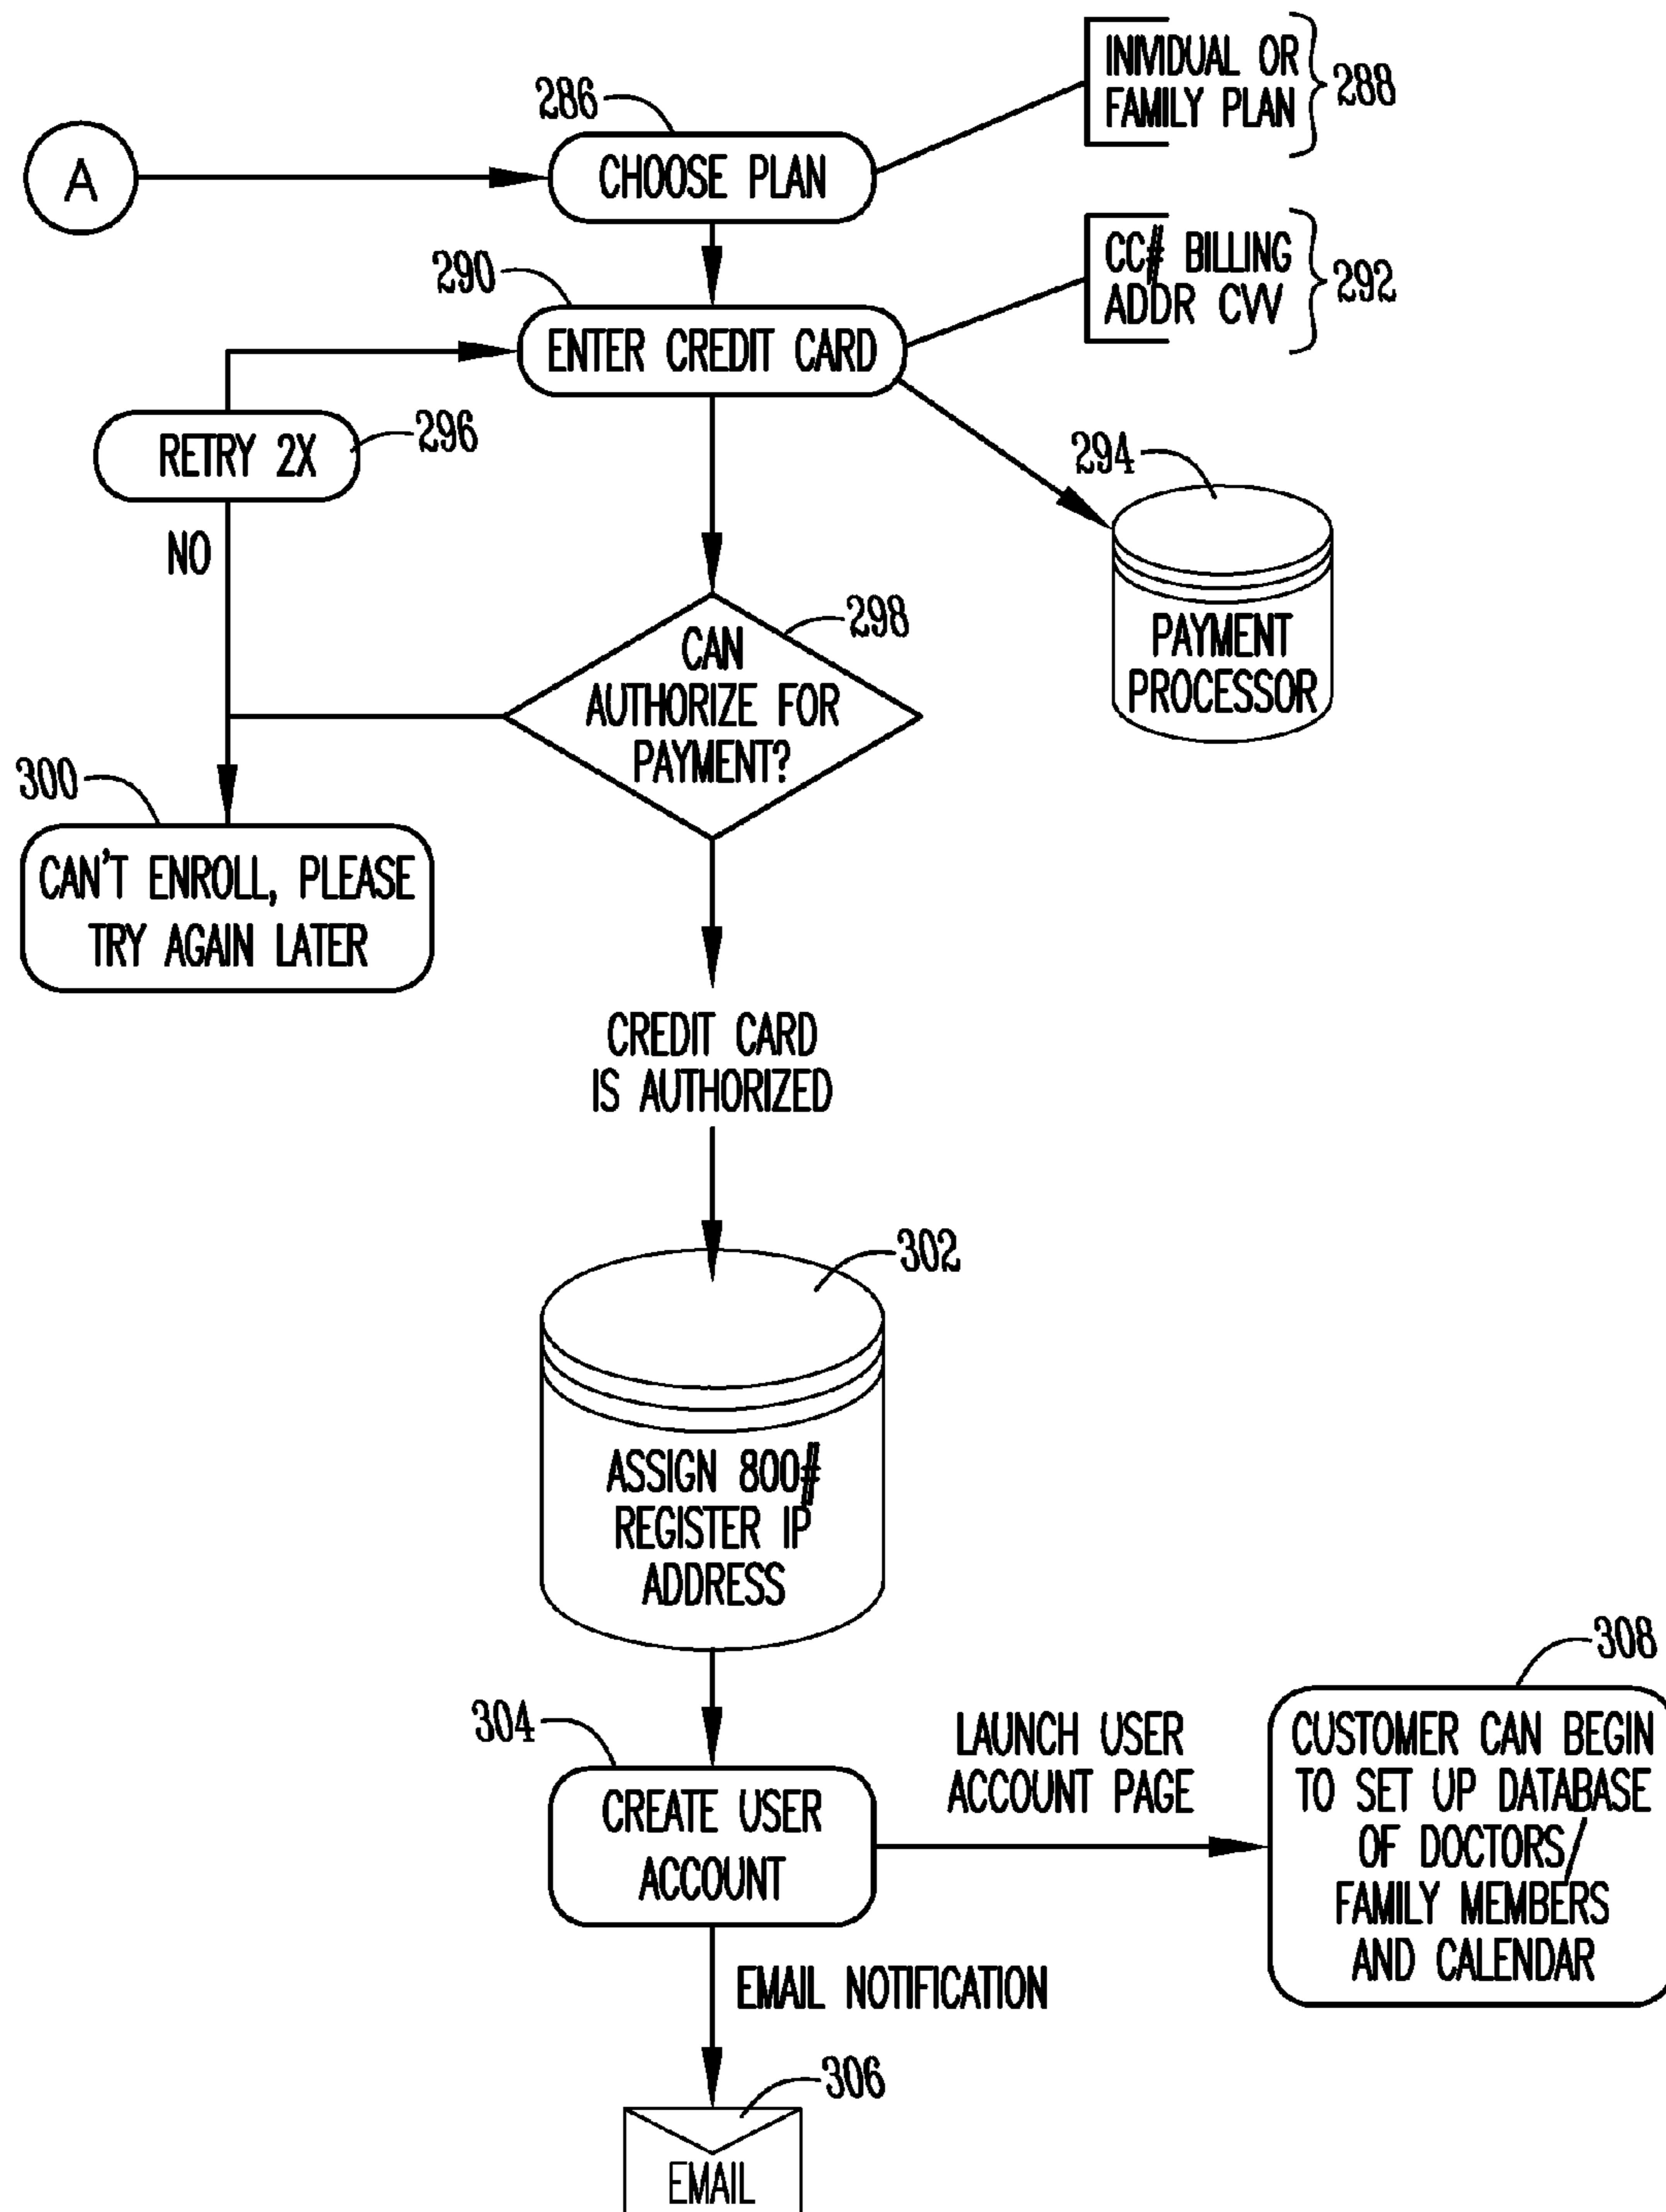 INIVIDUAL OR
FAMILY PLAN
288
286
A
CHOOSE PLAN
CC# BILLING
ADDR CVV
292
290
ENTER CREDIT CARD
RETRY 2X
296
294
NO
PAYMENT
PROCESSOR
298
CAN
AUTHORIZE FOR
PAYMENT?
300
CAN'T ENROLL, PLEASE
TRY AGAIN LATER
CREDIT CARD
IS AUTHORIZED
302
ASSIGN 800#
REGISTER IP
ADDRESS
304
CREATE USER
ACCOUNT
LAUNCH USER
ACCOUNT PAGE
308
CUSTOMER CAN BEGIN
TO SET UP DATABASE
OF DOCTORS/
FAMILY MEMBERS
AND CALENDAR
EMAIL NOTIFICATION
306
EMAIL